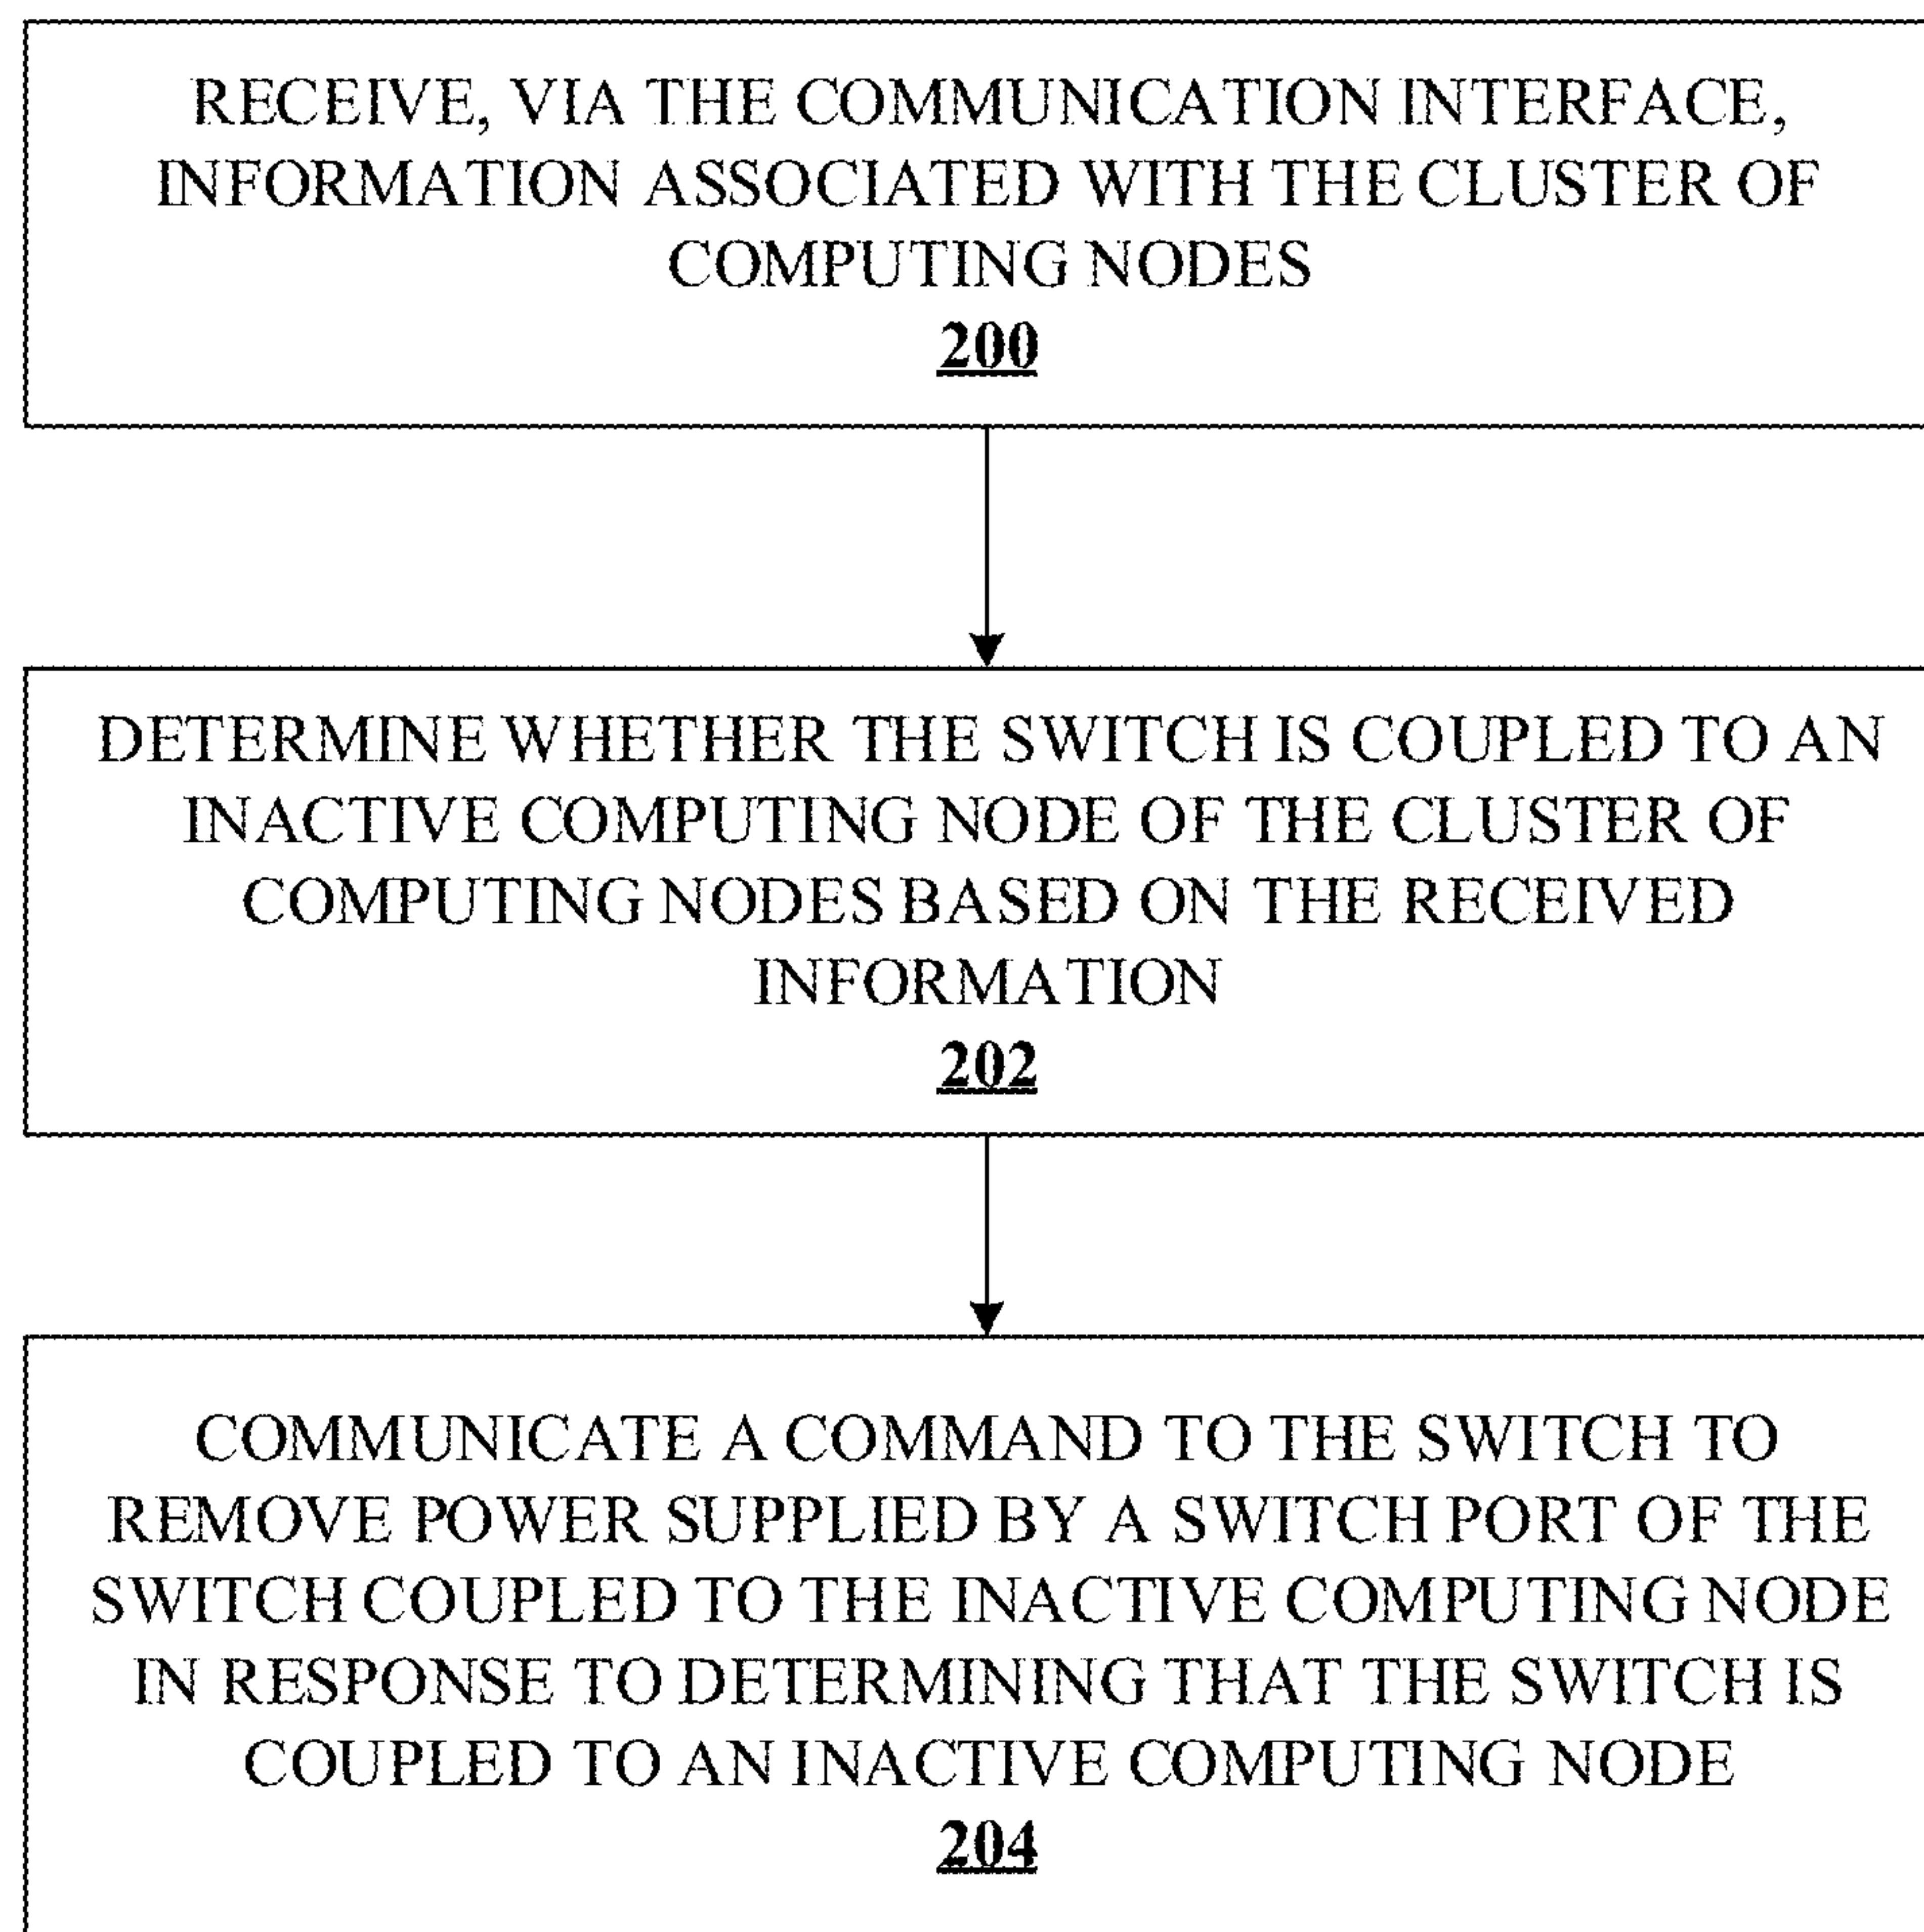 RECEIVE, VIA THE COMMUNICATION INTERFACE,
INFORMATION ASSOCIATED WITH THE CLUSTER OF
COMPUTING NODES
200
DETERMINE WHETHER THE SWITCH IS COUPLED TO AN
INACTIVE COMPUTING NODE OF THE CLUSTER OF
COMPUTING NODES BASED ON THE RECEIVED
INFORMATION
202
COMMUNICATE A COMMAND TO THE SWITCH TO
REMOVE POWER SUPPLIED BY A SWITCH PORT OF THE
SWITCH COUPLED TO THE INACTIVE COMPUTING NODE
IN RESPONSE TO DETERMINING THAT THE SWITCH IS
COUPLED TO AN INACTIVE COMPUTING NODE
204